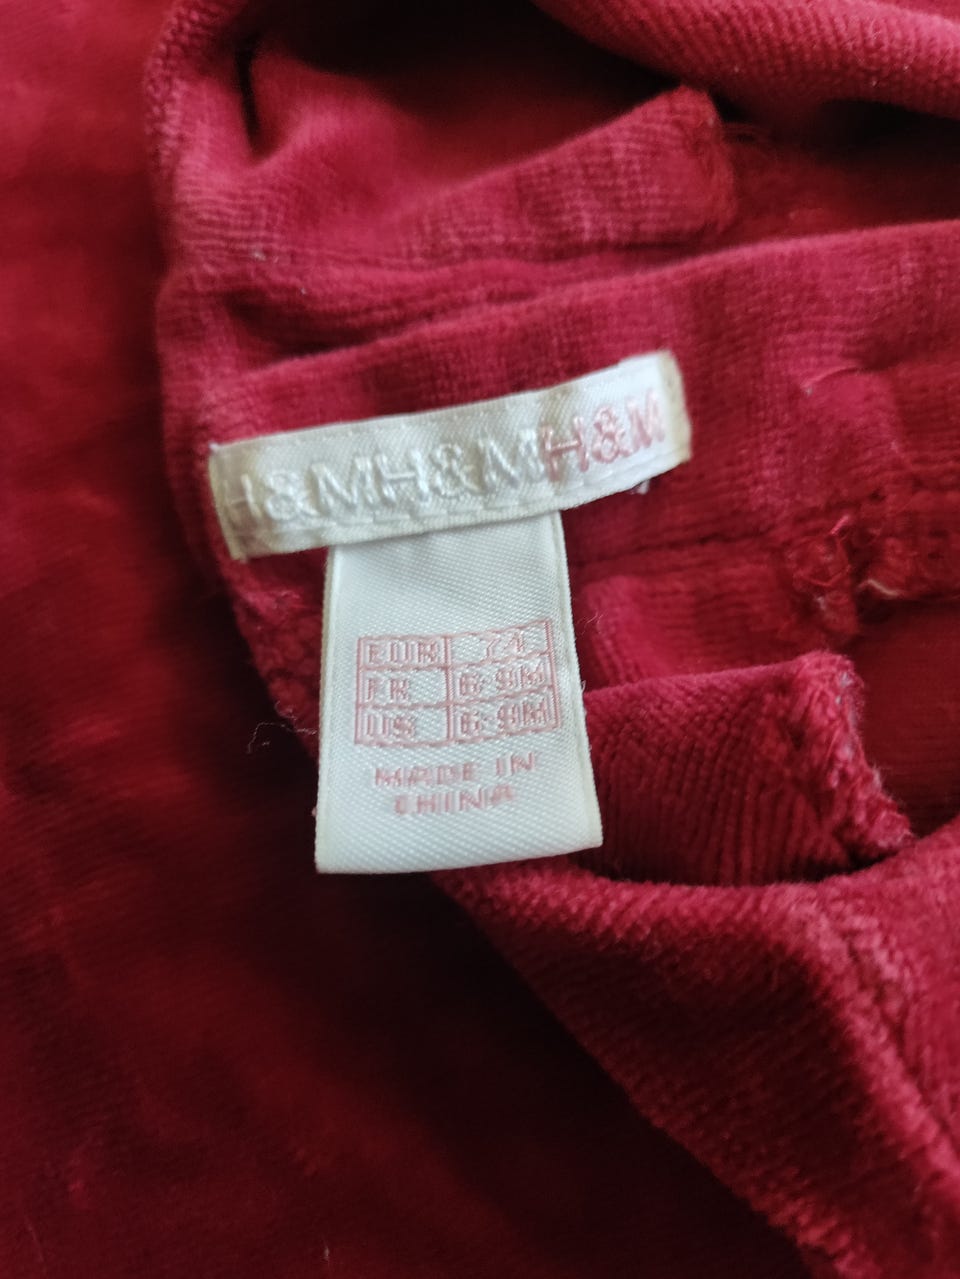 H&MH&MH&M
EUR 74
FR 6-9M
US 6-9M
MADE IN
CHINA